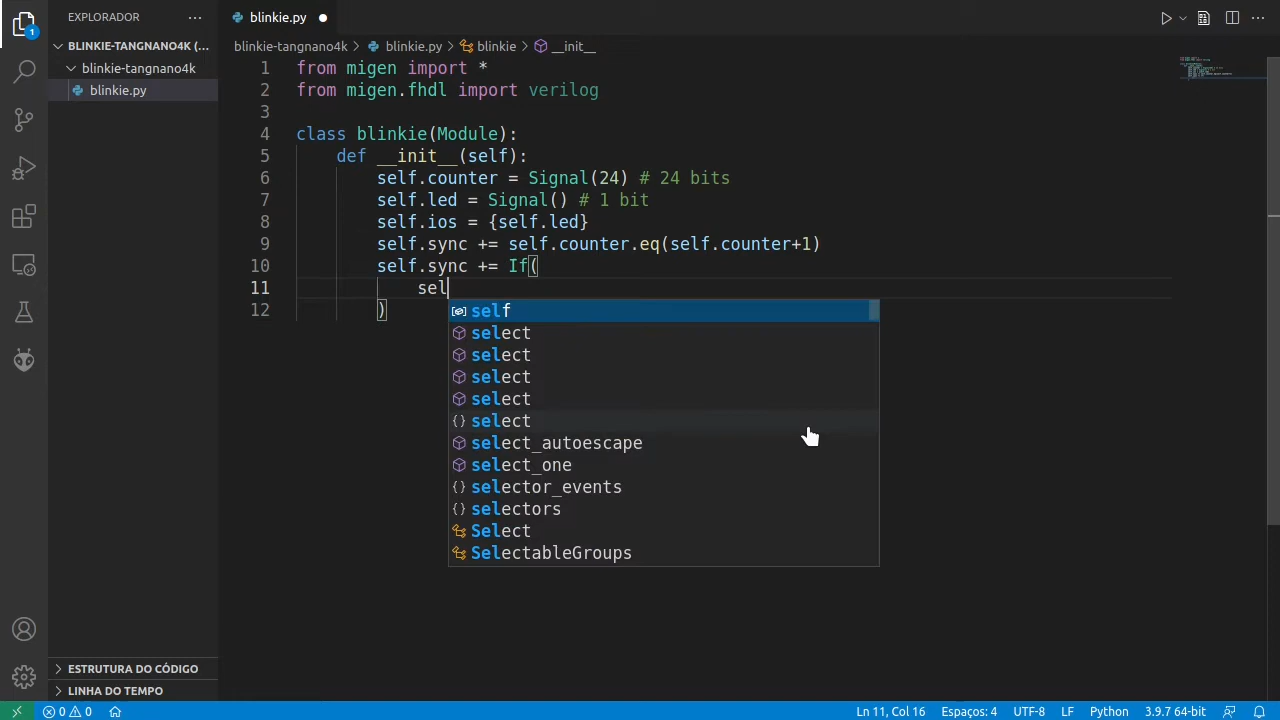 EXPLORADOR ...
blinkie.py
BLINKIE-TANGNANO4K (...
blinkie-tangnano4k
blinkie.py
1
blinkie-tangnano4k > blinkie.py > blinkie > __init__
1 from migen import *
2 from migen.fhdl import verilog
3
4 class blinkie(Module):
5 def __init__(self):
6 self.counter = Signal(24) # 24 bits
7 self.led = Signal() # 1 bit
8 self.ios = {self.led}
9 self.sync += self.counter.eq(self.counter+1)
10 self.sync += If(
11 sel
12 )
self
select
select
select
select
select
select_autoescape
select_one
selector_events
selectors
Select
SelectableGroups
ESTRUTURA DO CÓDIGO
LINHA DO TEMPO
0 0 Ln 11, Col 16 Espaços: 4 UTF-8 LF Python 3.9.7 64-bit